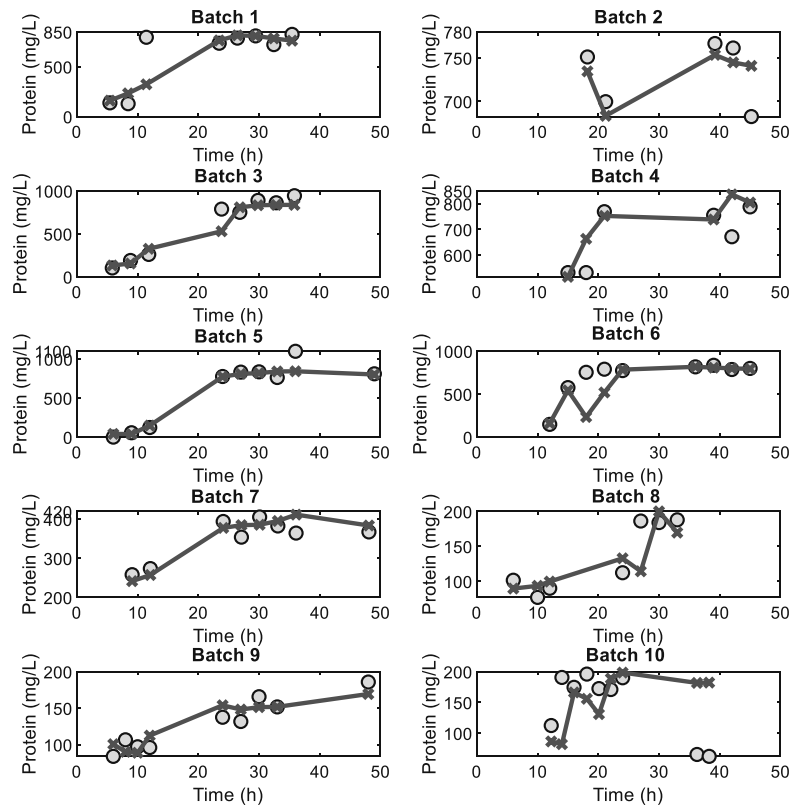 Batch 1
Protein (mg/L)
850
500
0
0 10 20 30 40 50
Time (h)
Batch 2
Protein (mg/L)
780
750
700
0 10 20 30 40 50
Time (h)
Batch 3
Protein (mg/L)
1000
500
0
0 10 20 30 40 50
Time (h)
Batch 4
Protein (mg/L)
850
800
700
600
0 10 20 30 40 50
Time (h)
Batch 5
Protein (mg/L)
1100
1000
500
0
0 10 20 30 40 50
Time (h)
Batch 6
Protein (mg/L)
1000
500
0
0 10 20 30 40 50
Time (h)
Batch 7
Protein (mg/L)
420
400
300
200
0 10 20 30 40 50
Time (h)
Batch 8
Protein (mg/L)
200
150
100
0 10 20 30 40 50
Time (h)
Batch 9
Protein (mg/L)
200
150
100
0 10 20 30 40 50
Time (h)
Batch 10
Protein (mg/L)
200
150
100
0 10 20 30 40 50
Time (h)